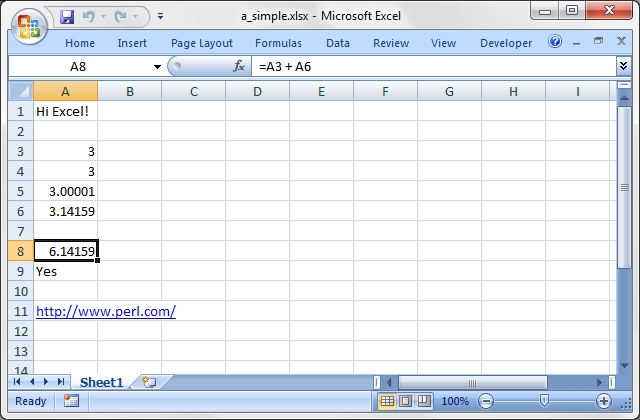 a_simple.xlsx - Microsoft Excel
Home Insert Page Layout Formulas Data Review View Developer
A8 fx =A3 + A6
A B C D E F G H I
1 Hi Excel!
2
3 3
4 3
5 3.00001
6 3.14159
7
8 6.14159
9 Yes
10
11 http://www.perl.com/
12
13
14
Sheet1
Ready 100%